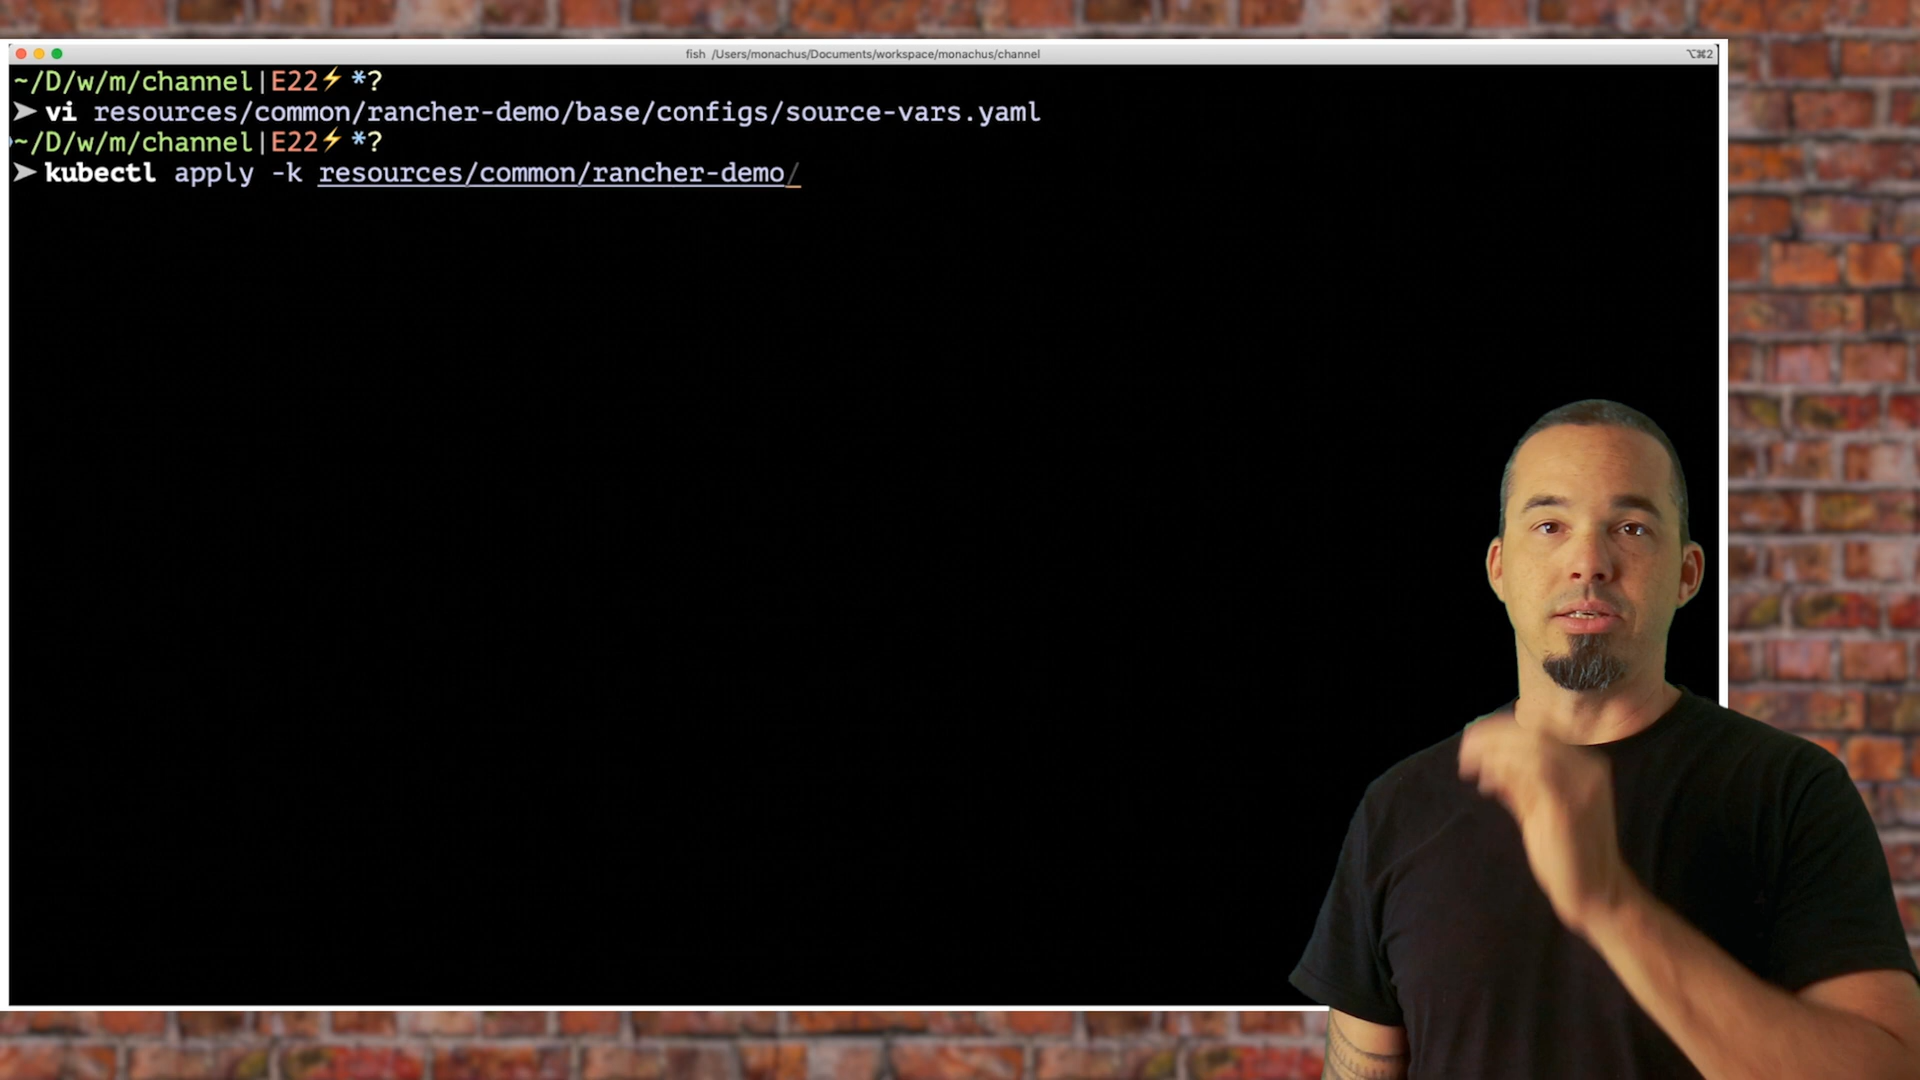 fish /Users/monachus/Documents/workspace/monachus/channel
⌥⌘2
~/D/w/m/channel|E22⚡*?
➤ vi resources/common/rancher-demo/base/configs/source-vars.yaml
~/D/w/m/channel|E22⚡*?
➤ kubectl apply -k resources/common/rancher-demo/